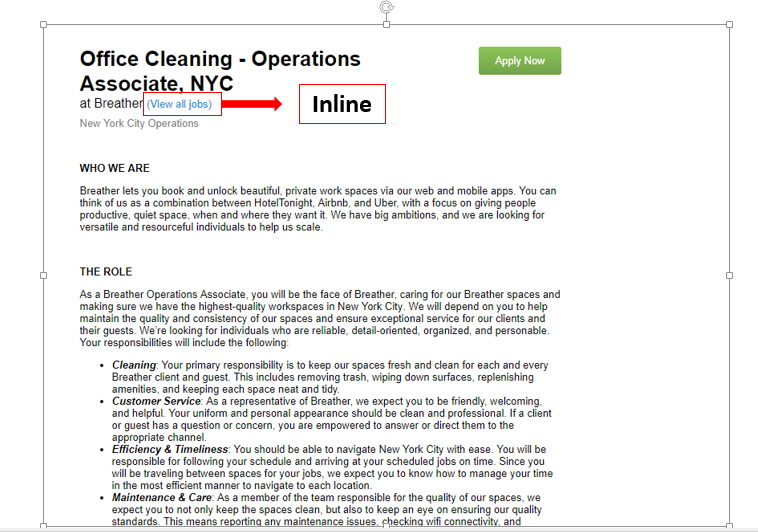 Office Cleaning - Operations
Associate, NYC
Apply Now
at Breather (View all jobs)
Inline
New York City Operations
WHO WE ARE
Breather lets you book and unlock beautiful, private work spaces via our web and mobile apps. You can
think of us as a combination between HotelTonight, Airbnb, and Uber, with a focus on giving people
productive, quiet space, when and where they want it. We have big ambitions, and we are looking for
versatile and resourceful individuals to help us scale.
THE ROLE
As a Breather Operations Associate, you will be the face of Breather, caring for our Breather spaces and
making sure we have the highest-quality workspaces in New York City. We will depend on you to help
maintain the quality and consistency of our spaces and ensure exceptional service for our clients and
their guests. We're looking for individuals who are reliable, detail-oriented, organized, and personable.
Your responsibilities will include the following:
• Cleaning: Your primary responsibility is to keep our spaces fresh and clean for each and every
Breather client and guest. This includes removing trash, wiping down surfaces, replenishing
amenities, and keeping each space neat and tidy.
• Customer Service: As a representative of Breather, we expect you to be friendly, welcoming,
and helpful. Your uniform and personal appearance should be clean and professional. If a client
or guest has a question or concern, you are empowered to answer or direct them to the
appropriate channel.
• Efficiency & Timeliness: You should be able to navigate New York City with ease. You will be
responsible for following your schedule and arriving at your scheduled jobs on time. Since you
will be traveling between spaces for your jobs, we expect you to know how to manage your time
in the most efficient manner to navigate to each location.
• Maintenance & Care: As a member of the team responsible for the quality of our spaces, we
expect you to not only keep the spaces clean, but also to keep an eye on ensuring our quality
standards. This means reporting any maintenance issues, checking wifi connectivity, and